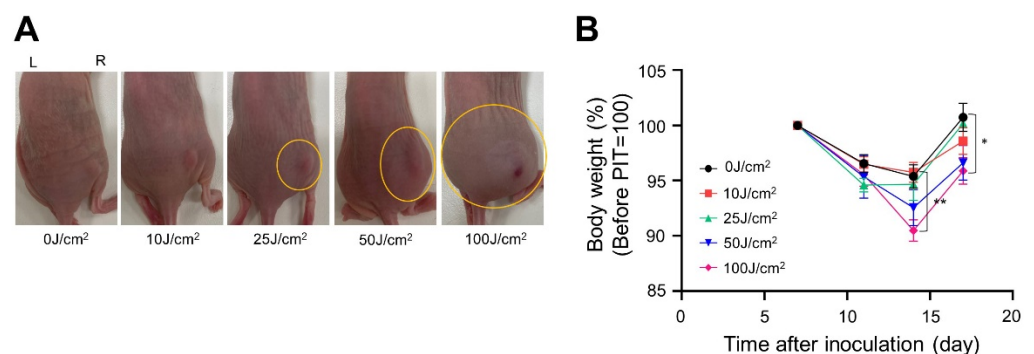 A
L R
0J/cm²
10J/cm²
25J/cm²
50J/cm²
100J/cm²
B
Body weight (%)
(Before PIT=100)
105
100
95
90
85
0J/cm²
10J/cm²
25J/cm²
50J/cm²
100J/cm²
*
**
0 5 10 15 20
Time after inoculation (day)